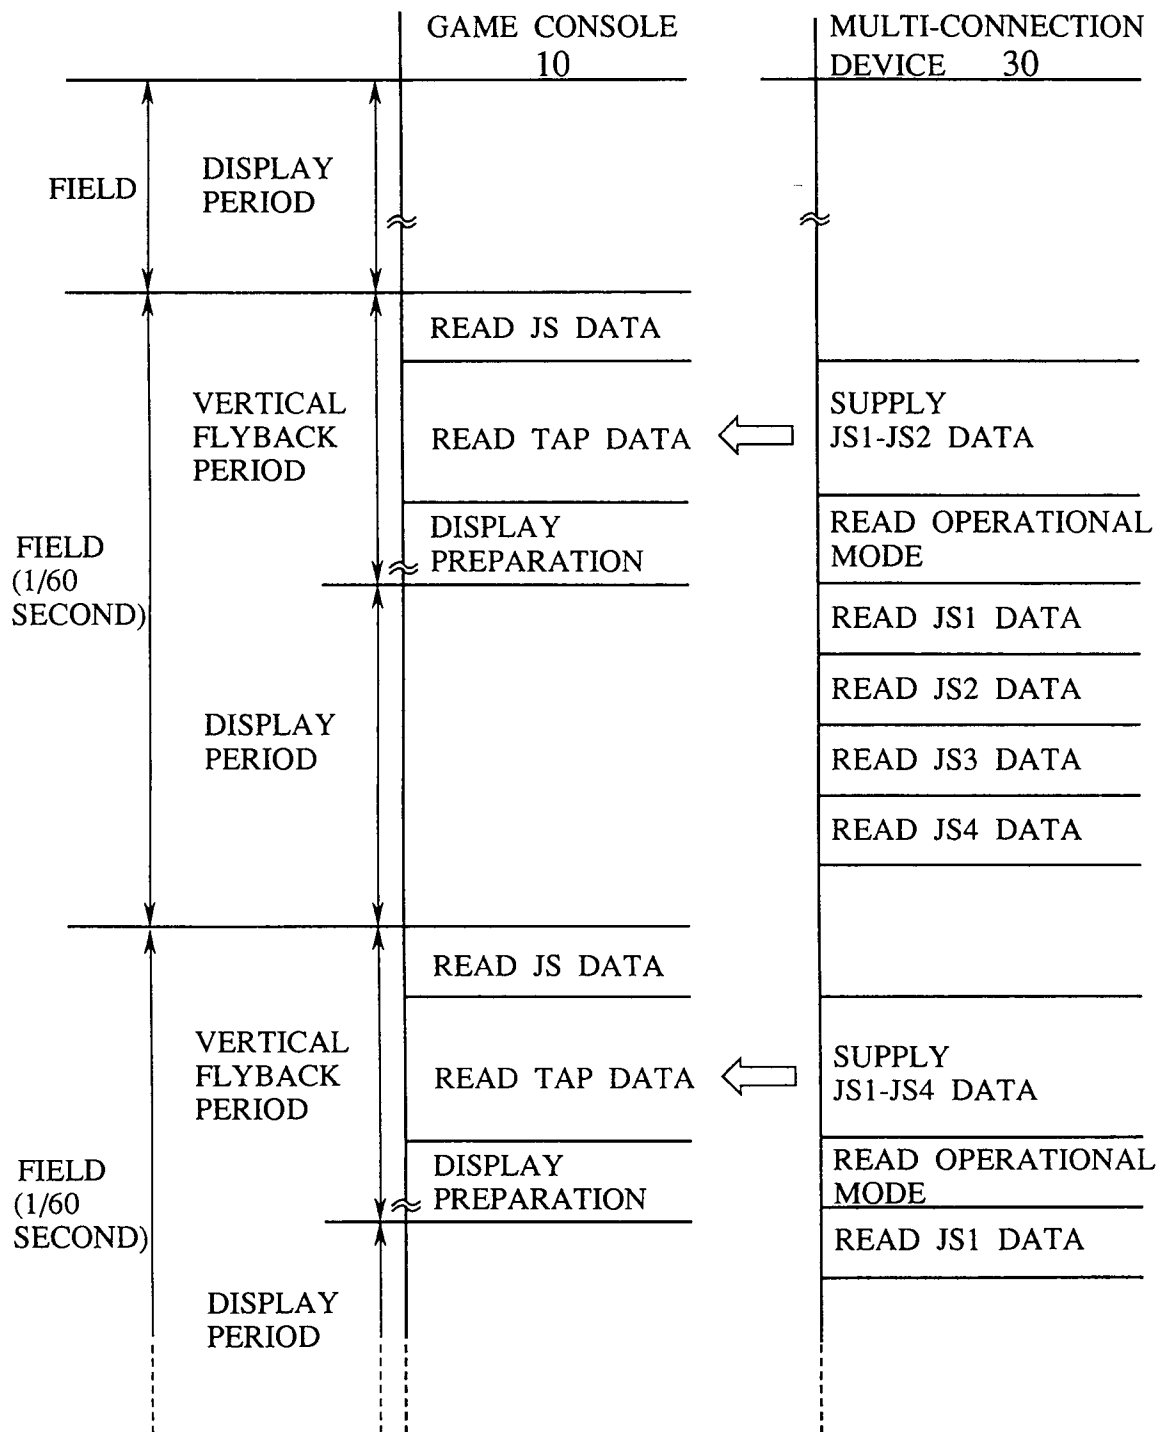 GAME CONSOLE
10
MULTI-CONNECTION
DEVICE 30
FIELD
DISPLAY
PERIOD
READ JS DATA
VERTICAL
FLYBACK
PERIOD
READ TAP DATA
SUPPLY
JS1-JS2 DATA
DISPLAY
PREPARATION
READ OPERATIONAL
MODE
FIELD
(1/60
SECOND)
READ JS1 DATA
READ JS2 DATA
DISPLAY
PERIOD
READ JS3 DATA
READ JS4 DATA
READ JS DATA
VERTICAL
FLYBACK
PERIOD
READ TAP DATA
SUPPLY
JS1-JS4 DATA
DISPLAY
PREPARATION
READ OPERATIONAL
MODE
FIELD
(1/60
SECOND)
READ JS1 DATA
DISPLAY
PERIOD